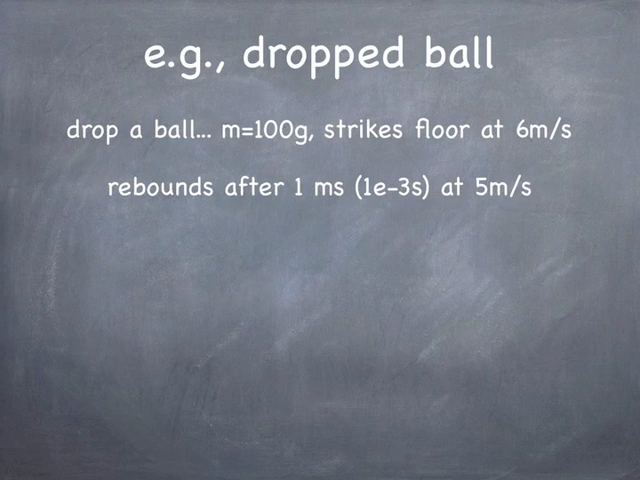 e.g., dropped ball
drop a ball... m=100g, strikes floor at 6m/s
rebounds after 1 ms (1e-3s) at 5m/s